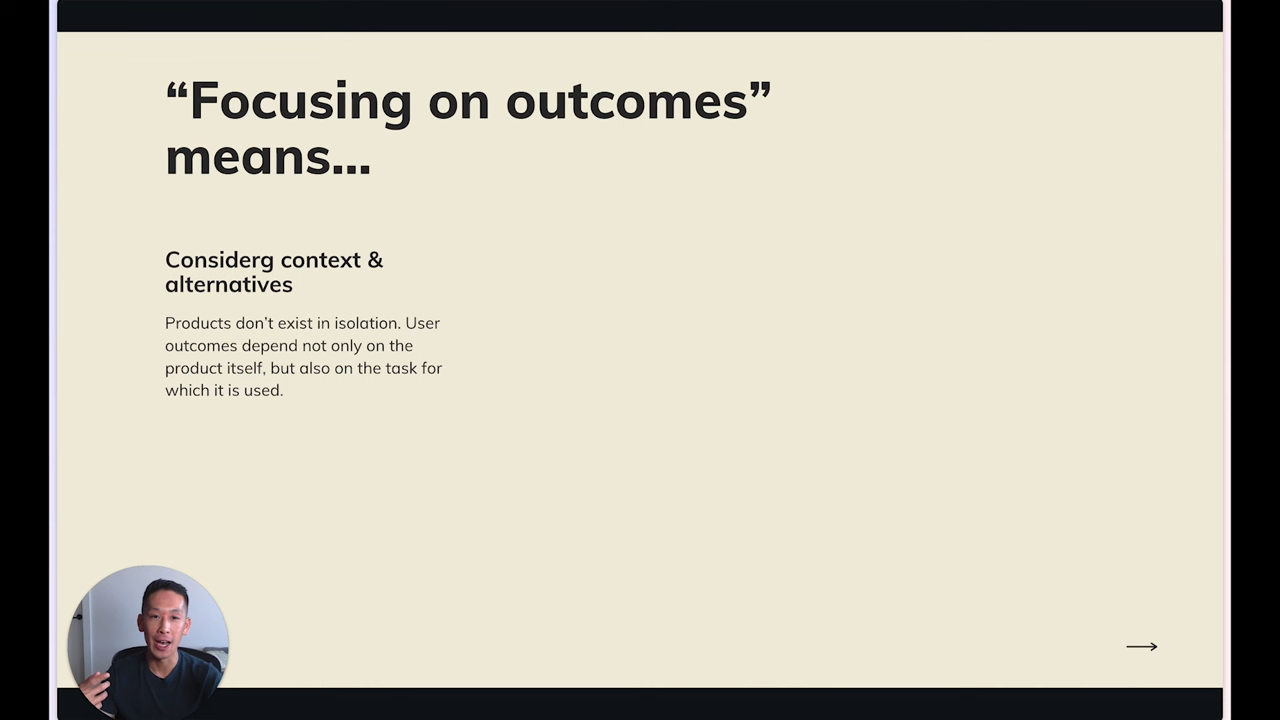 “Focusing on outcomes”
means...
Considerg context &
alternatives
Products don’t exist in isolation. User
outcomes depend not only on the
product itself, but also on the task for
which it is used.